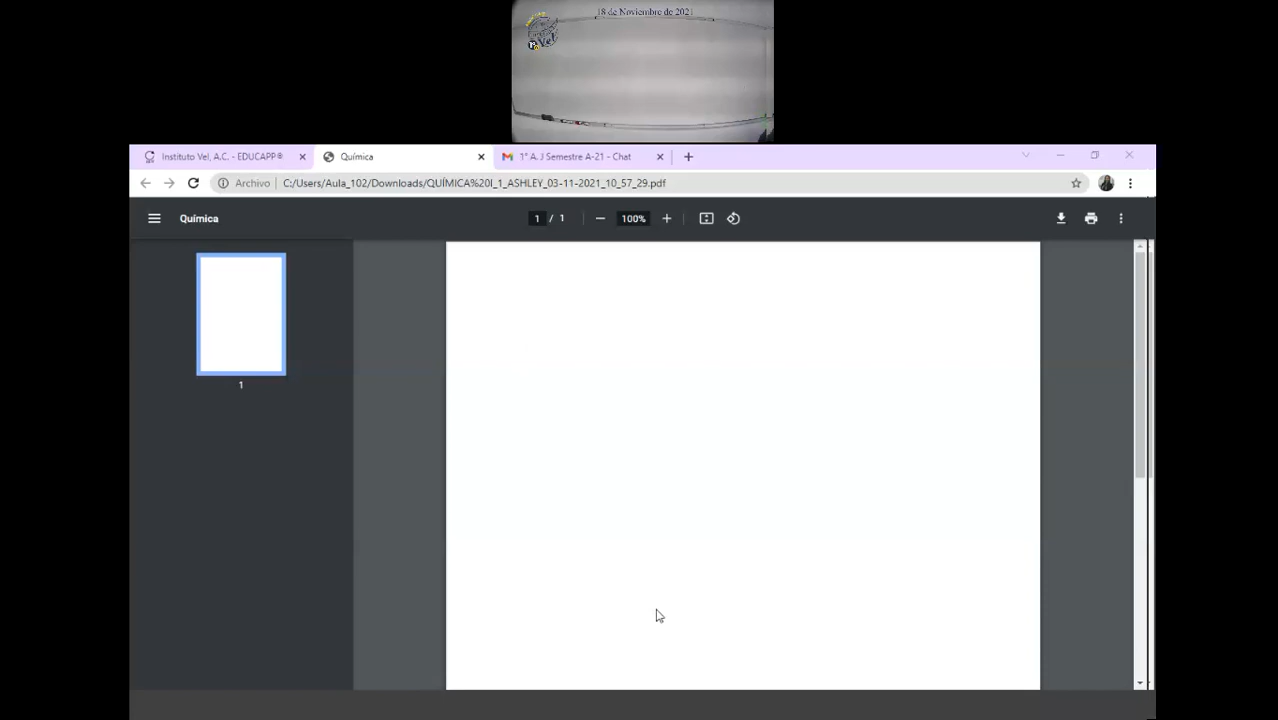 18 de Noviembre de 2021
Vel
Instituto Vel, A.C. - EDUCAPP®
Química
1° A. J Semestre A-21 - Chat
Archivo
C:/Users/Aula_102/Downloads/QUÍMICA%20I_1_ASHLEY_03-11-2021_10_57_29.pdf
Química
1 / 1
100%
1